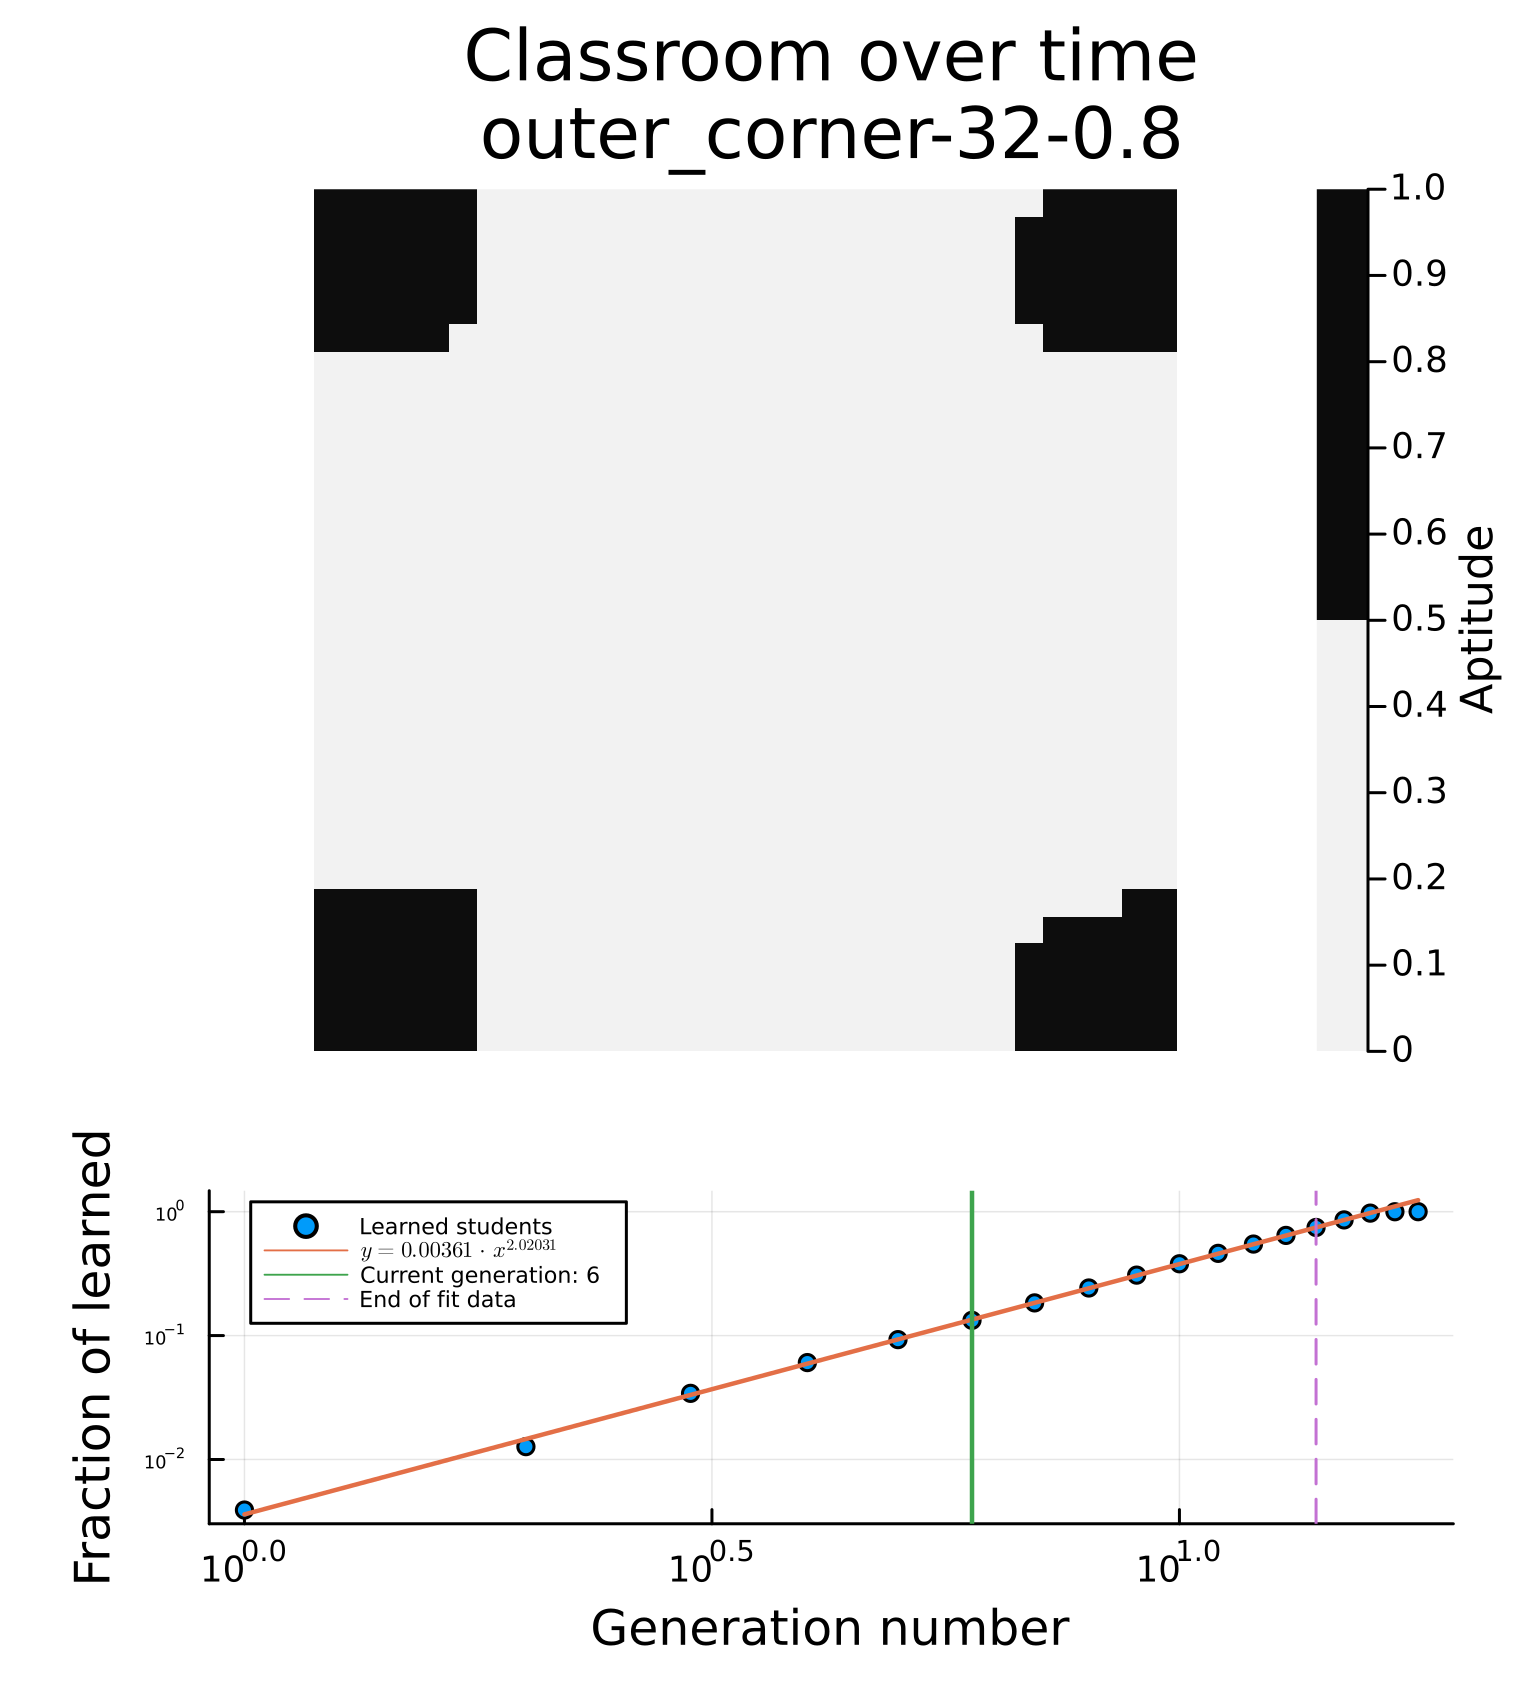 Classroom over time
outer_corner-32-0.8
1.0
0.9
0.8
0.7
0.6
0.5
0.4
0.3
0.2
0.1
0
Aptitude
Fraction of learned
10⁰
10⁻¹
10⁻²
Learned students
y = 0.00361 · x^2.02031
Current generation: 6
End of fit data
10^0.0
10^0.5
10^1.0
Generation number